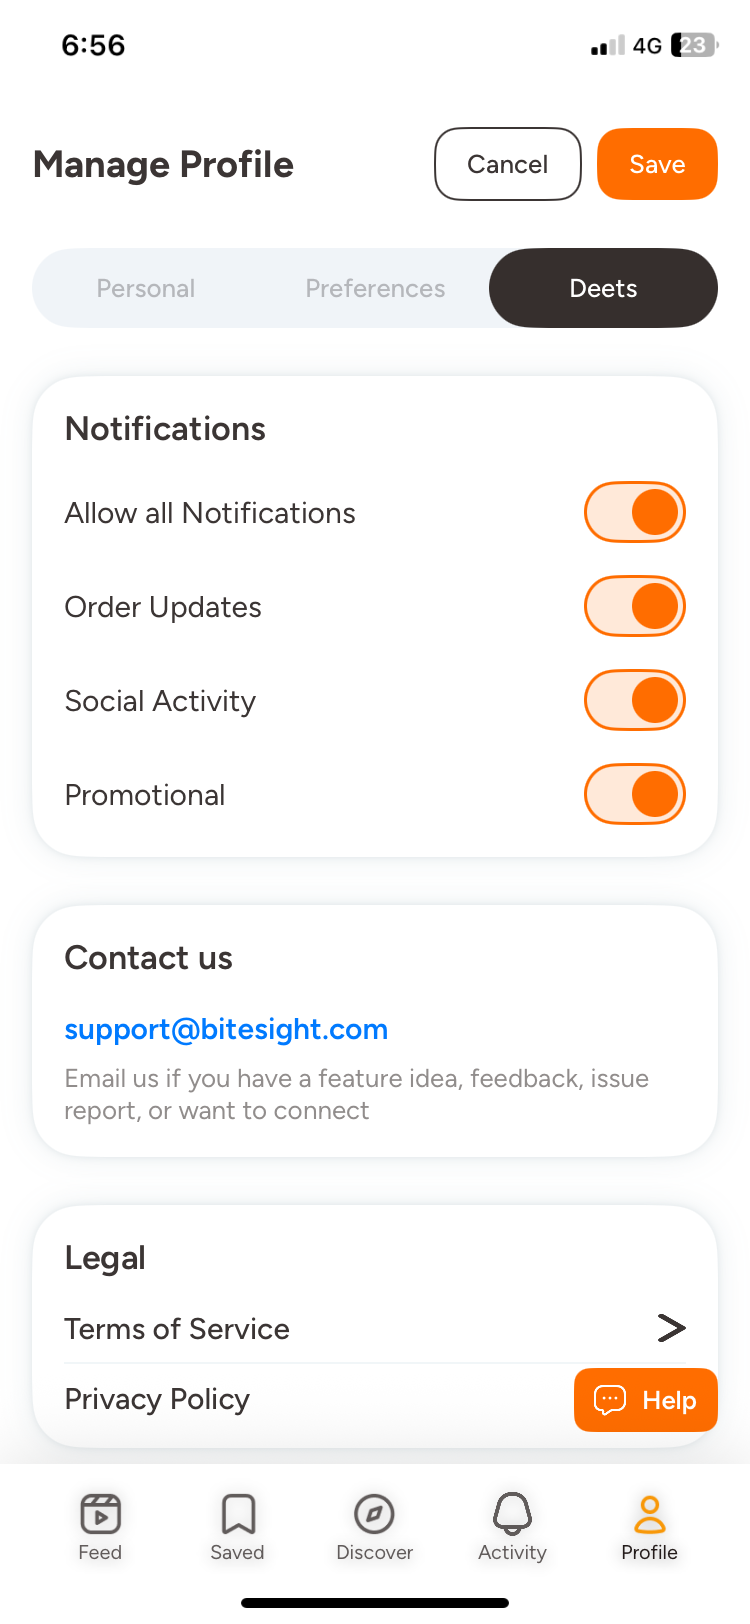 6:56
4G
23
Manage Profile
Cancel
Save
Personal
Preferences
Deets
Notifications
Allow all Notifications
Order Updates
Social Activity
Promotional
Contact us
support@bitesight.com
Email us if you have a feature idea, feedback, issue
report, or want to connect
Legal
Terms of Service
Privacy Policy
Help
Feed
Saved
Discover
Activity
Profile